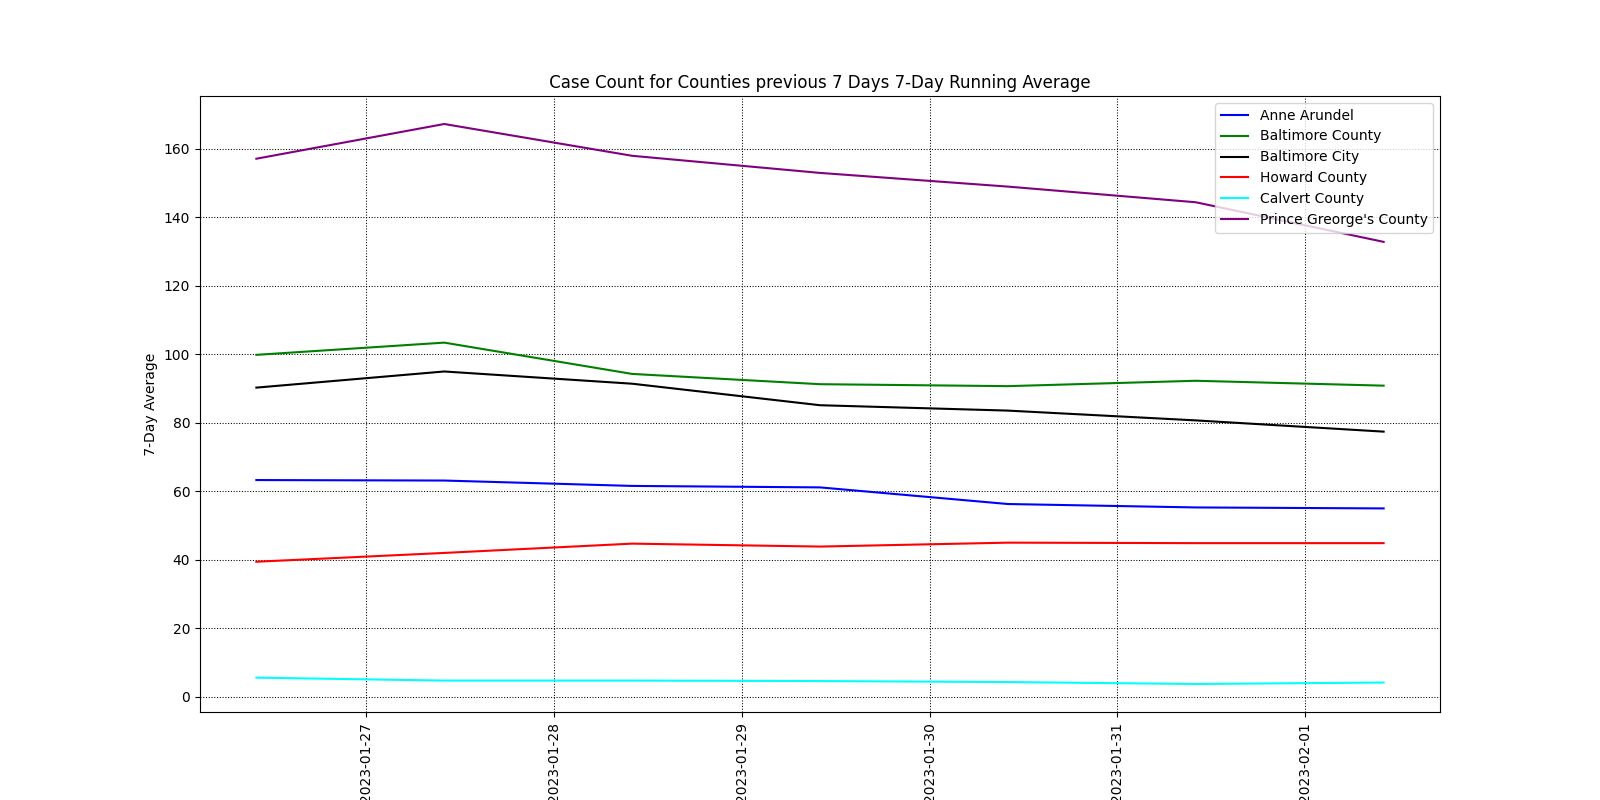 Case Count for Counties previous 7 Days 7-Day Running Average
Anne Arundel
Baltimore County
Baltimore City
Howard County
Calvert County
Prince Greorge's County
7-Day Average
160
140
120
100
80
60
40
20
0
2023-01-27
2023-01-28
2023-01-29
2023-01-30
2023-01-31
2023-02-01